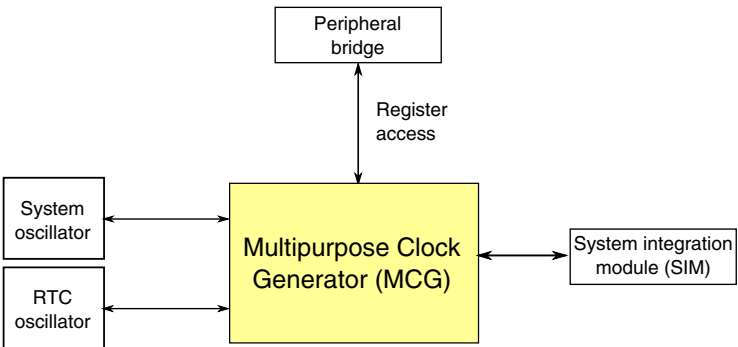 Peripheral
bridge
Register
access
System
oscillator
Multipurpose Clock
Generator (MCG)
System integration
module (SIM)
RTC
oscillator